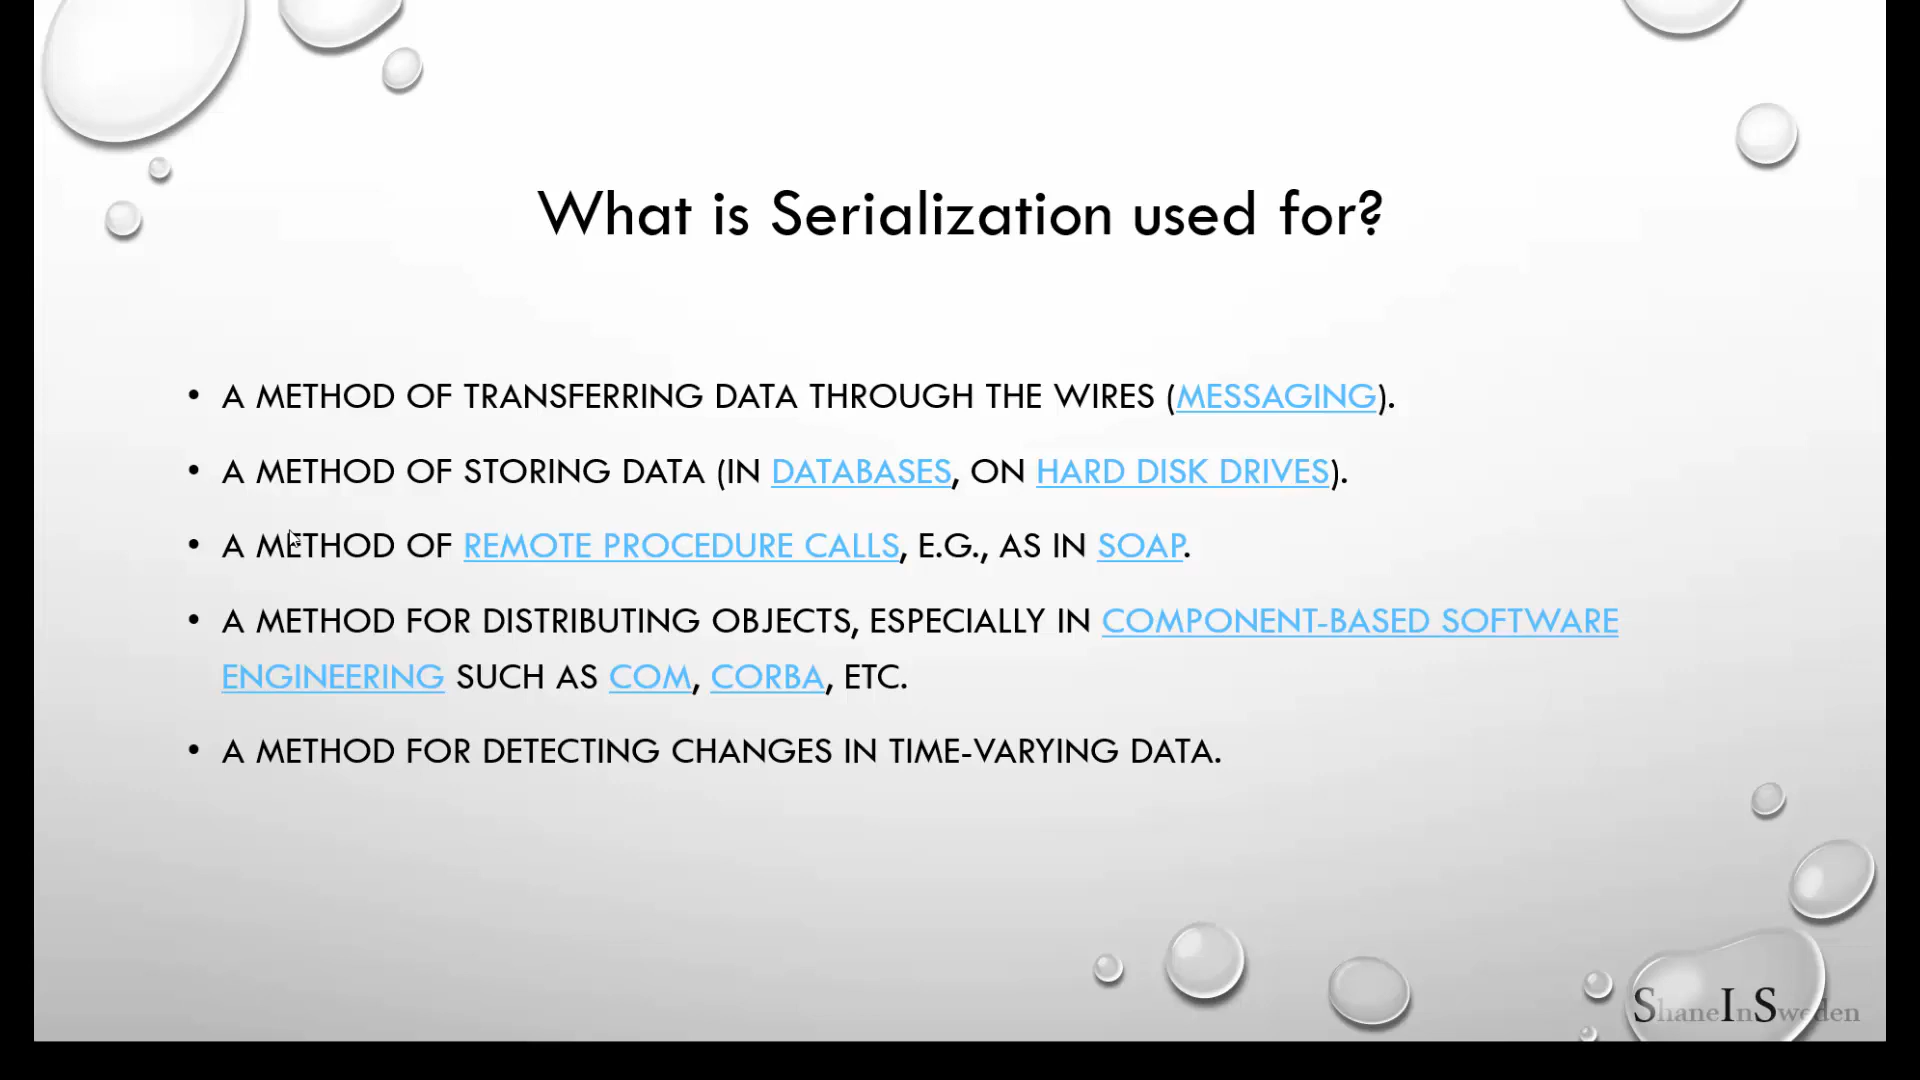 What is Serialization used for?
• A METHOD OF TRANSFERRING DATA THROUGH THE WIRES (MESSAGING).
• A METHOD OF STORING DATA (IN DATABASES, ON HARD DISK DRIVES).
• A METHOD OF REMOTE PROCEDURE CALLS, E.G., AS IN SOAP.
• A METHOD FOR DISTRIBUTING OBJECTS, ESPECIALLY IN COMPONENT-BASED SOFTWARE
ENGINEERING SUCH AS COM, CORBA, ETC.
• A METHOD FOR DETECTING CHANGES IN TIME-VARYING DATA.
ShaneInSweden